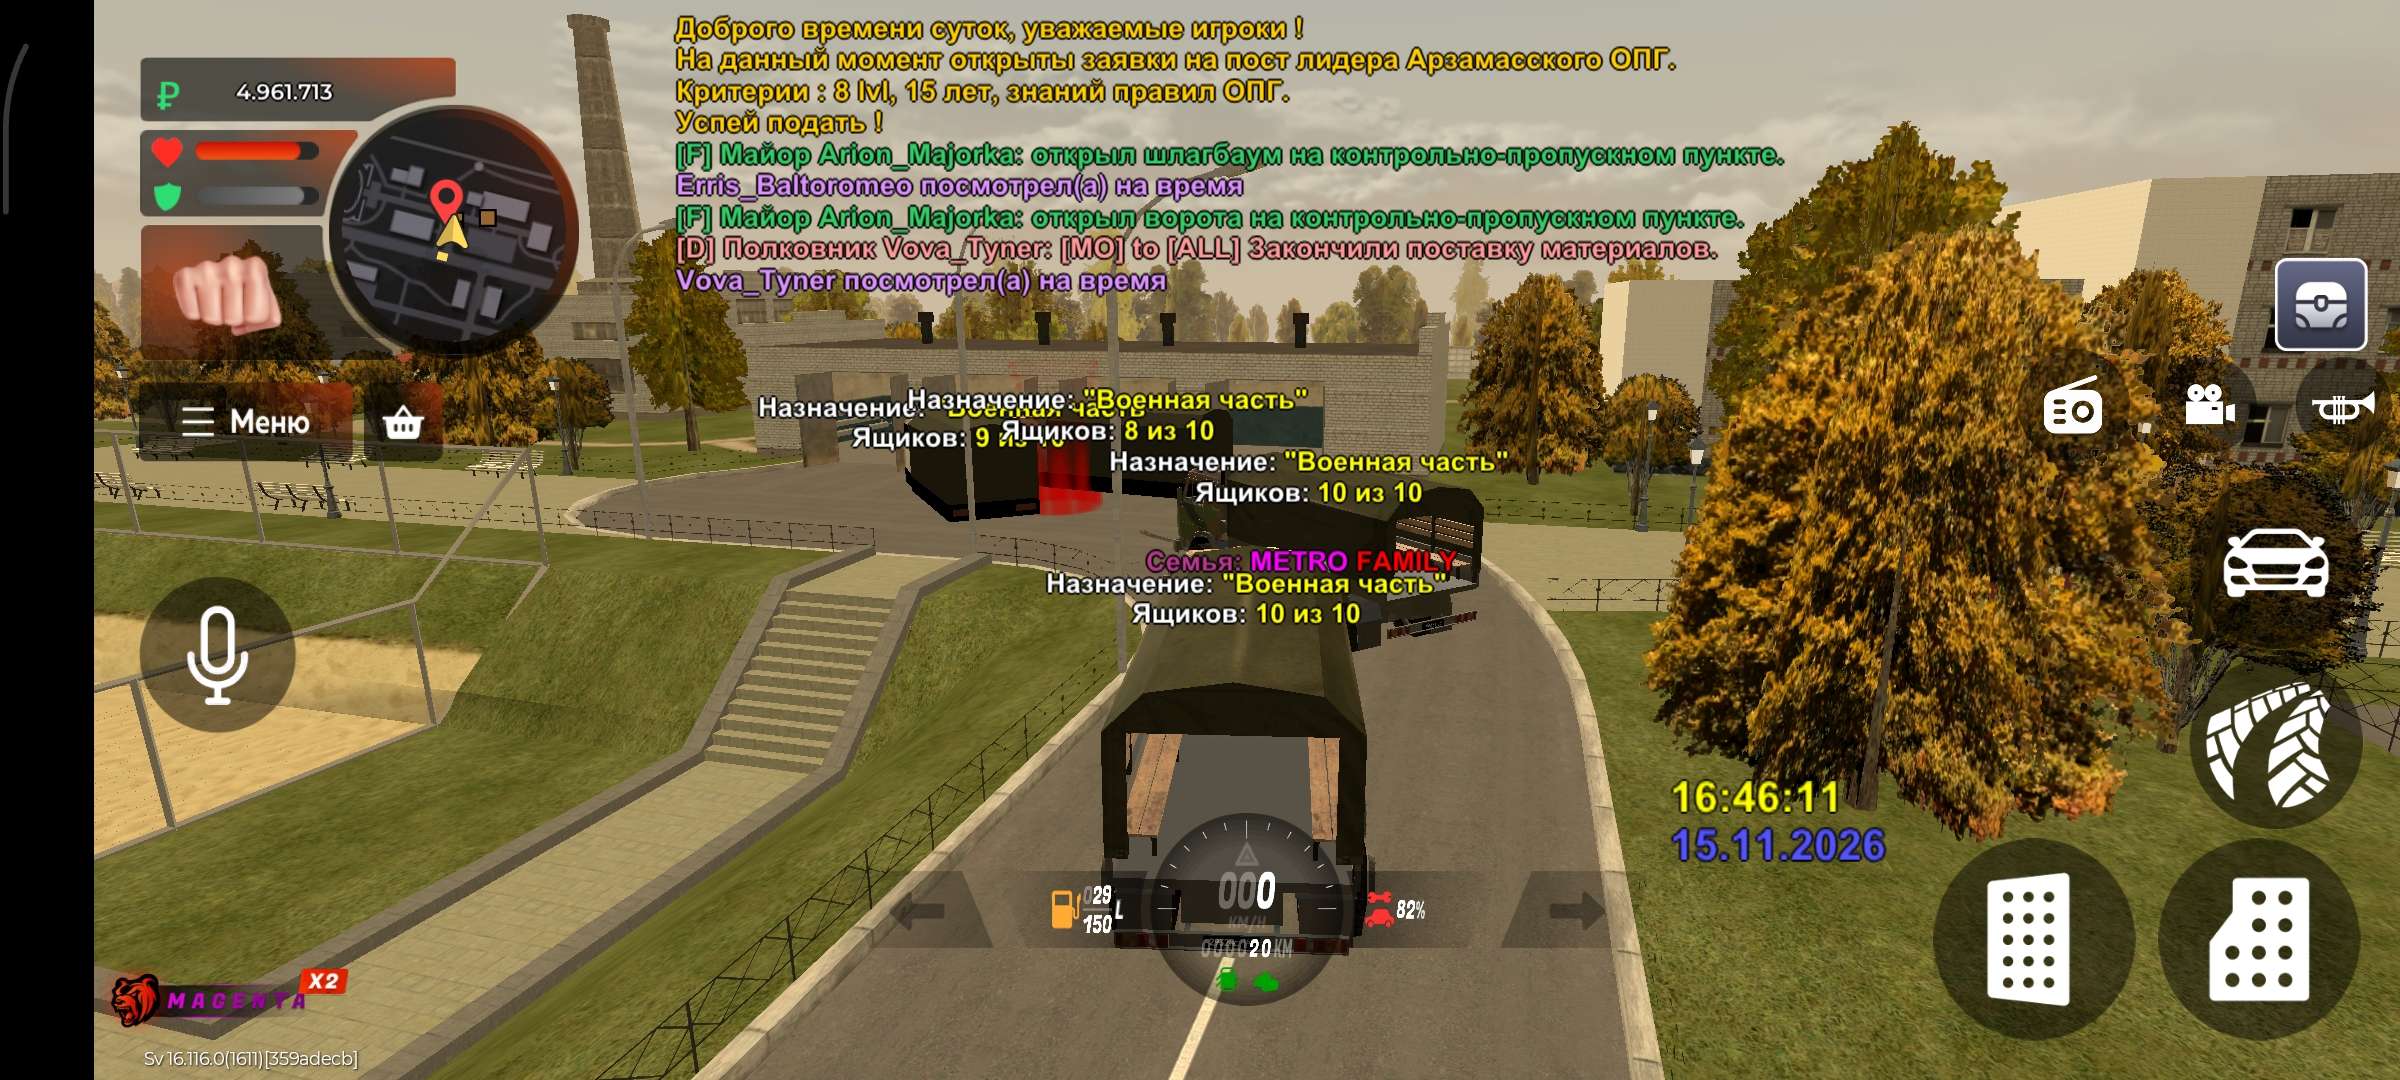 Доброго времени суток, уважаемые игроки !
На данный момент открыты заявки на пост лидера Арзамасского ОПГ.
Критерии : 8 lvl, 15 лет, знаний правил ОПГ.
Успей подать !
[F] Майор Arion_Majorka: открыл шлагбаум на контрольно-пропускном пункте.
Erris_Baltoromeo посмотрел(а) на время
[F] Майор Arion_Majorka: открыл ворота на контрольно-пропускном пункте.
[D] Полковник Vova_Tyner: [MO] to [ALL] Закончили поставку материалов.
Vova_Tyner посмотрел(а) на время
4.961.713
Меню
Назначение: "Военная часть"
Ящиков: 9 из 10
Назначение: "Военная часть"
Ящиков: 8 из 10
Назначение: "Военная часть"
Ящиков: 10 из 10
Семья: METRO FAMILY
Назначение: "Военная часть"
Ящиков: 10 из 10
16:46:11
15.11.2026
029
150 L
000
KM/H
000020 KM
82%
MAGENTA X2
Sv 16.116.0(1611)[359adecb]